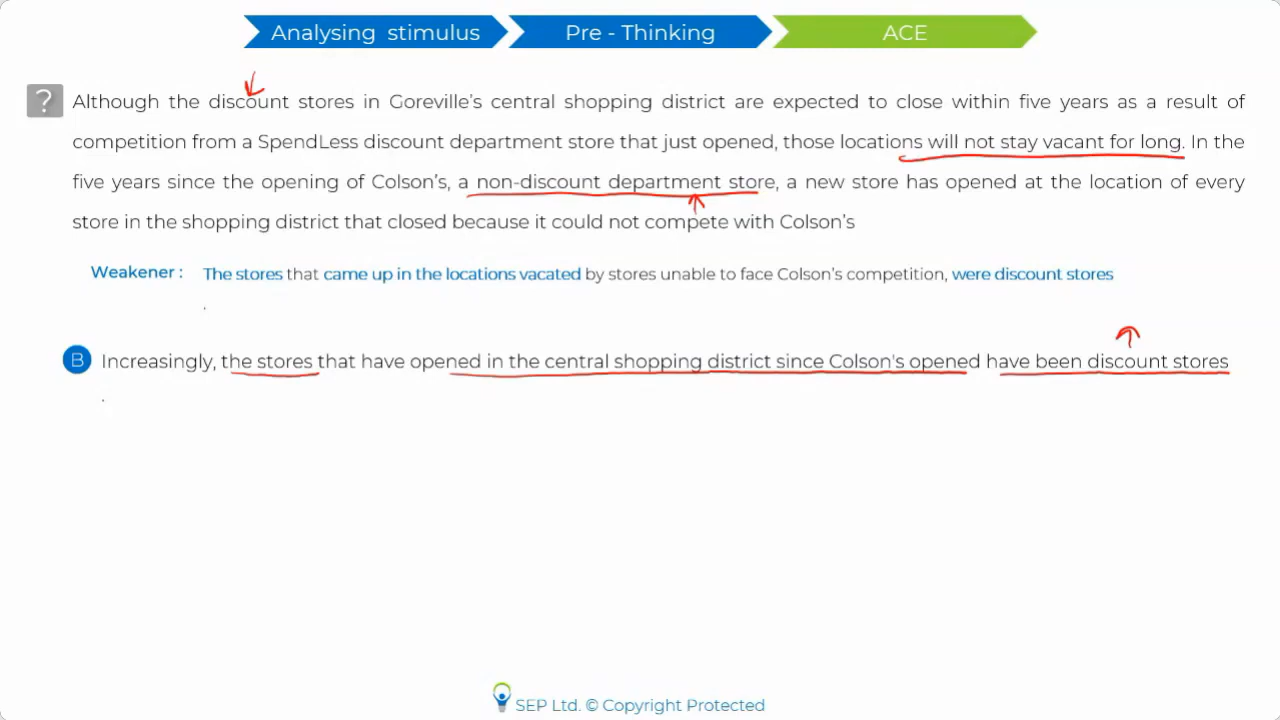 Analysing stimulus
Pre - Thinking
ACE
?
Although the discount stores in Goreville's central shopping district are expected to close within five years as a result of
competition from a SpendLess discount department store that just opened, those locations will not stay vacant for long. In the
five years since the opening of Colson's, a non-discount department store, a new store has opened at the location of every
store in the shopping district that closed because it could not compete with Colson's
Weakener : The stores that came up in the locations vacated by stores unable to face Colson's competition, were discount stores
.
B Increasingly, the stores that have opened in the central shopping district since Colson's opened have been discount stores
.
SEP Ltd. © Copyright Protected